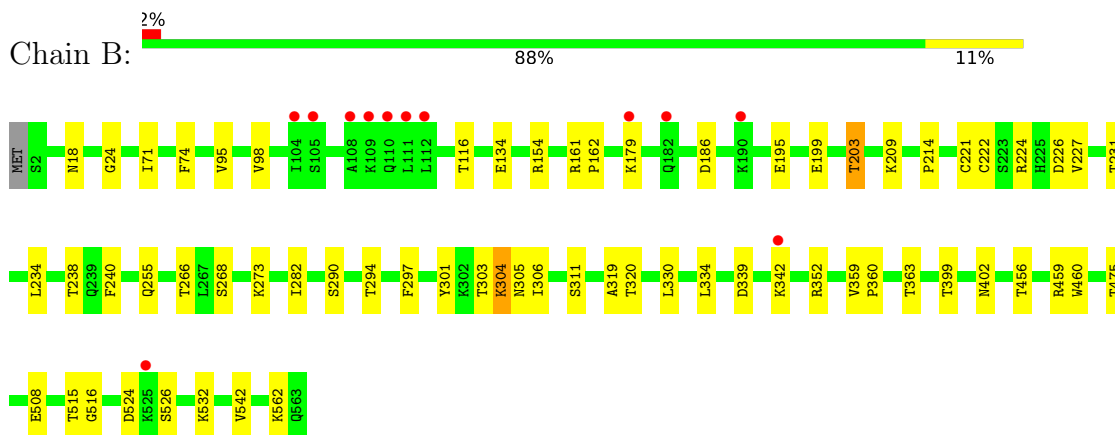 2%
Chain B:
88% 11%
MET S2 N18 G24 I71 F74 V95 V98 I104 S105 A108 K109 Q110 L111 L112 T116 E134 R154 R161 P162 K179 Q182 D186 K190 E195 E199 T203 K209 P214 C221 C222 S223 R224 H225 D226 V227 T231
L234 T238 Q239 F240 Q255 T266 L267 S268 K273 I282 S290 T294 F297 Y301 K302 T303 K304 N305 I306 S311 A319 T320 L330 L334 D339 K342 R352 V359 P360 T363 T399 N402 T456 R459 W460 T475
E508 T515 G516 D524 K525 S526 K532 V542 K562 Q563